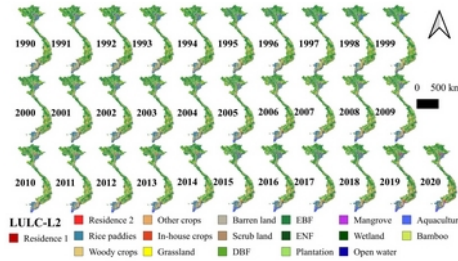 1990 1991 1992 1993 1994 1995 1996 1997 1998 1999
0 500 km
2000 2001 2002 2003 2004 2005 2006 2007 2008 2009
2010 2011 2012 2013 2014 2015 2016 2017 2018 2019 2020
LULC-L2
Residence 2 Other crops Barren land EBF Mangrove Aquacultur
Residence 1 Rice paddies In-house crops Scrub land ENF Wetland Bamboo
Woody crops Grassland DBF Plantation Open water